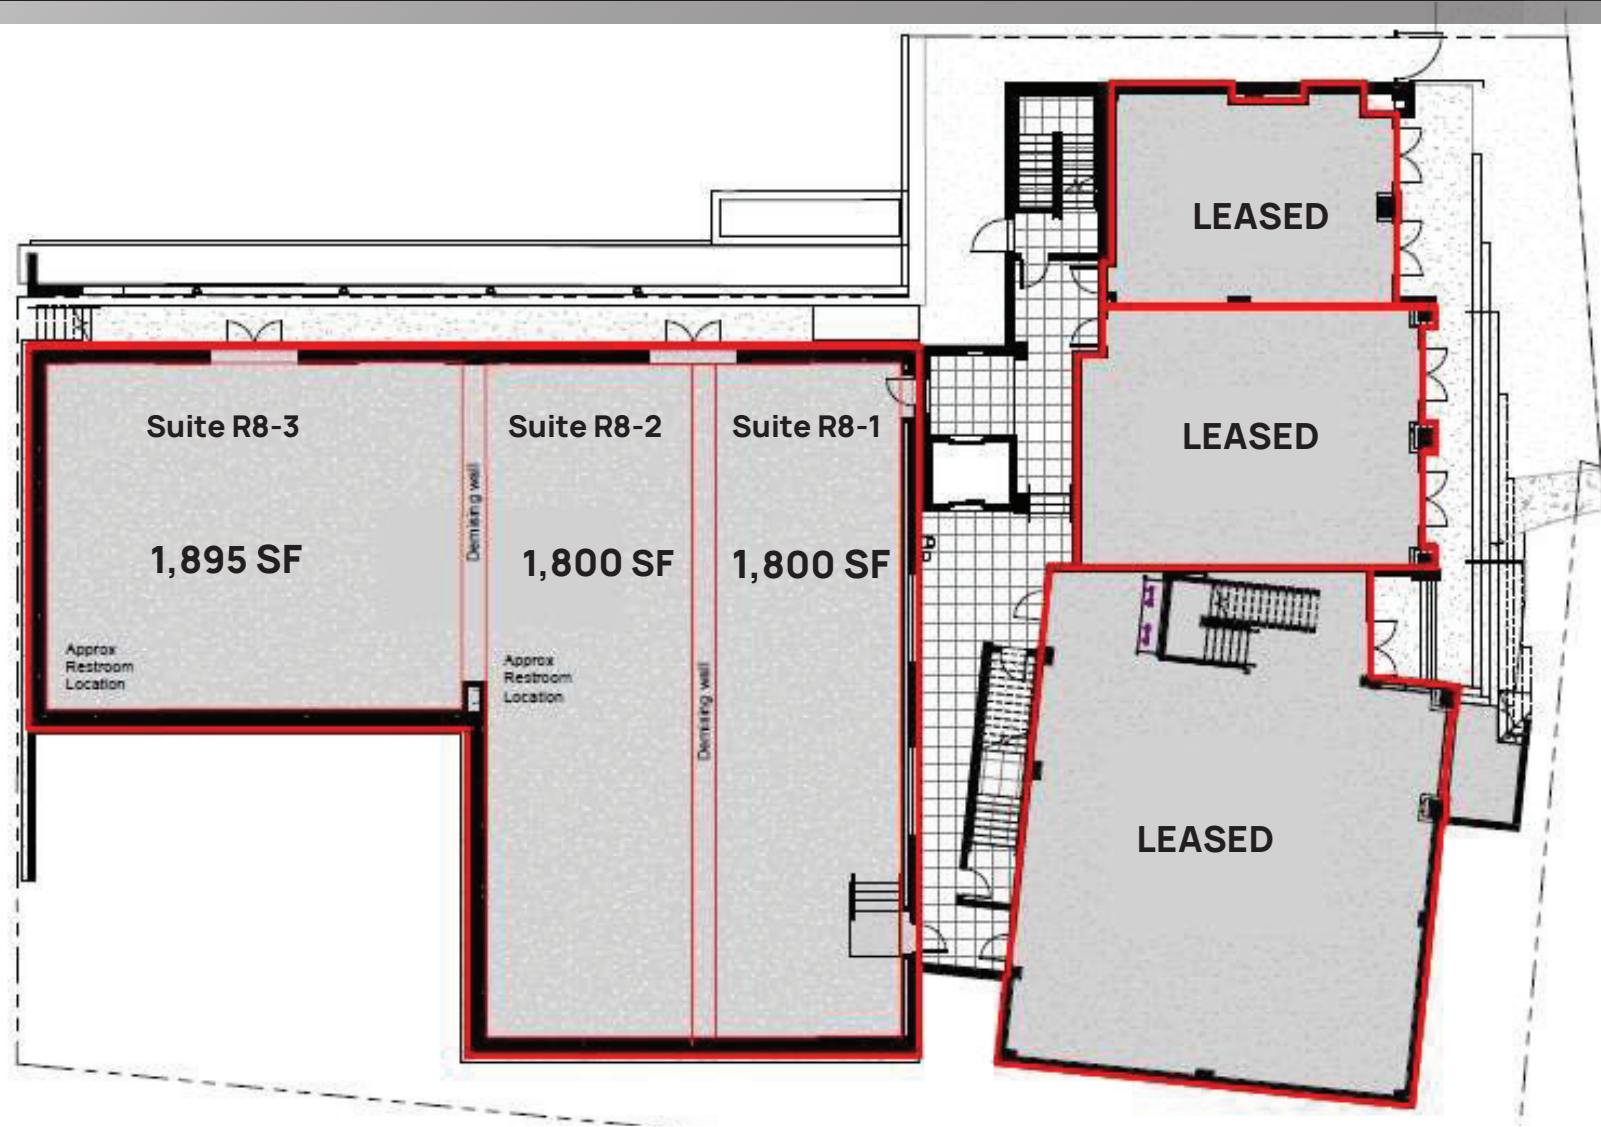 LEASED
Suite R8-3
Suite R8-2
Suite R8-1
LEASED
Demising wall
1,895 SF
1,800 SF
1,800 SF
Approx
Restroom
Location
Approx
Restroom
Location
Demising wall
LEASED